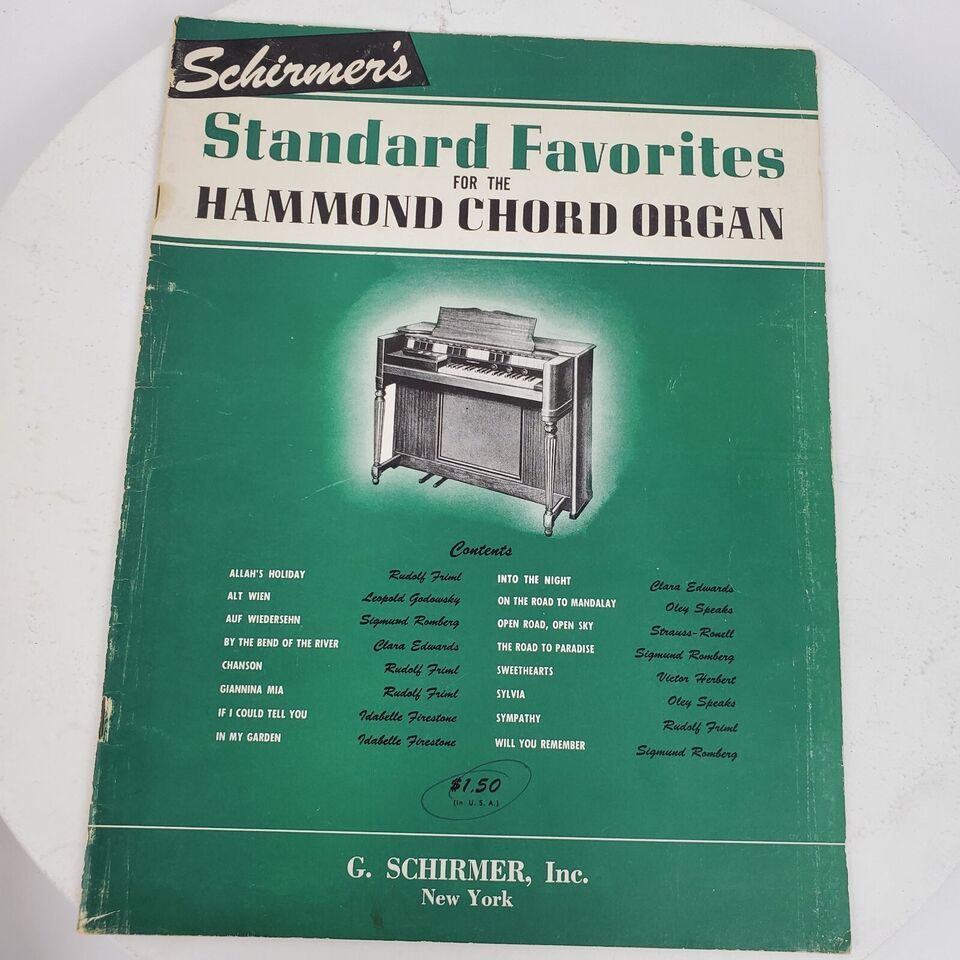 Schirmer's
Standard Favorites
FOR THE
HAMMOND CHORD ORGAN
Contents
ALLAH'S HOLIDAY Rudolf Friml
ALT WIEN Leopold Godowsky
AUF WIEDERSEHN Sigmund Romberg
BY THE BEND OF THE RIVER Clara Edwards
CHANSON Rudolf Friml
GIANNINA MIA Rudolf Friml
IF I COULD TELL YOU Idabelle Firestone
IN MY GARDEN Idabelle Firestone
INTO THE NIGHT Clara Edwards
ON THE ROAD TO MANDALAY Oley Speaks
OPEN ROAD, OPEN SKY Strauss-Ronell
THE ROAD TO PARADISE Sigmund Romberg
SWEETHEARTS Victor Herbert
SYLVIA Oley Speaks
SYMPATHY Rudolf Friml
WILL YOU REMEMBER Sigmund Romberg
$1.50
(In U. S. A.)
G. SCHIRMER, Inc.
New York